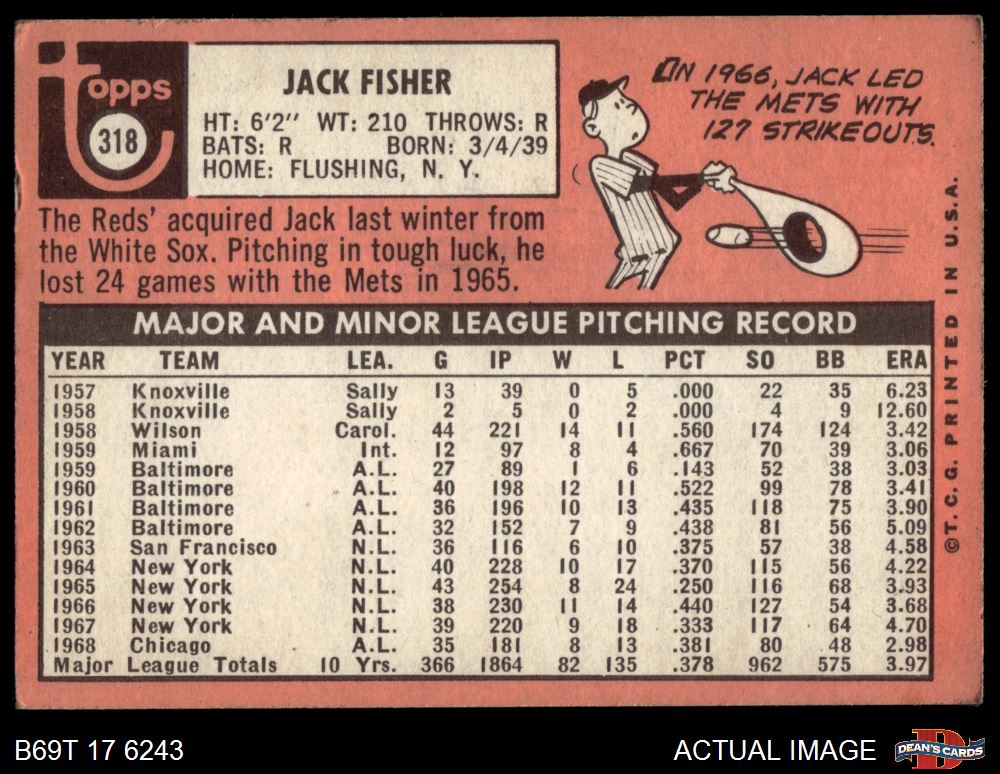 topps
318
JACK FISHER
HT: 6'2" WT: 210 THROWS: R
BATS: R BORN: 3/4/39
HOME: FLUSHING, N. Y.
IN 1966, JACK LED
THE METS WITH
127 STRIKEOUTS.
The Reds' acquired Jack last winter from
the White Sox. Pitching in tough luck, he
lost 24 games with the Mets in 1965.
MAJOR AND MINOR LEAGUE PITCHING RECORD
YEAR TEAM LEA. G IP W L PCT SO BB ERA
1957 Knoxville Sally 13 39 0 5 .000 22 35 6.23
1958 Knoxville Sally 2 5 0 2 .000 4 9 12.60
1958 Wilson Carol. 44 221 14 11 .560 174 124 3.42
1959 Miami Int. 12 97 8 4 .667 70 39 3.06
1959 Baltimore A.L. 27 89 1 6 .143 52 38 3.03
1960 Baltimore A.L. 40 198 12 11 .522 99 78 3.41
1961 Baltimore A.L. 36 196 10 13 .435 118 75 3.90
1962 Baltimore A.L. 32 152 7 9 .438 81 56 5.09
1963 San Francisco N.L. 36 116 6 10 .375 57 38 4.58
1964 New York N.L. 40 228 10 17 .370 115 56 4.22
1965 New York N.L. 43 254 8 24 .250 116 68 3.93
1966 New York N.L. 38 230 11 14 .440 127 54 3.68
1967 New York N.L. 39 220 9 18 .333 117 64 4.70
1968 Chicago A.L. 35 181 8 13 .381 80 48 2.98
Major League Totals 10 Yrs. 366 1864 82 135 .378 962 575 3.97
©T. C. G. PRINTED IN U.S.A.
B69T 17 6243
ACTUAL IMAGE
D
DEAN'S CARDS